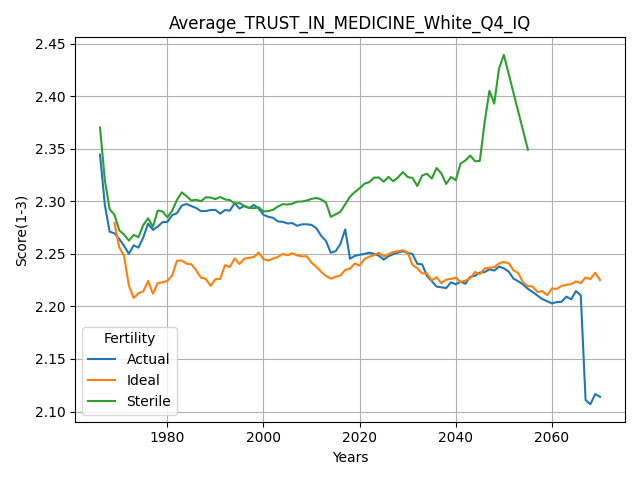 Average_TRUST_IN_MEDICINE_White_Q4_IQ
2.45
2.40
2.35
2.30
2.25
2.20
2.15
2.10
Score(1-3)
Fertility
Actual
Ideal
Sterile
1980 2000 2020 2040 2060
Years